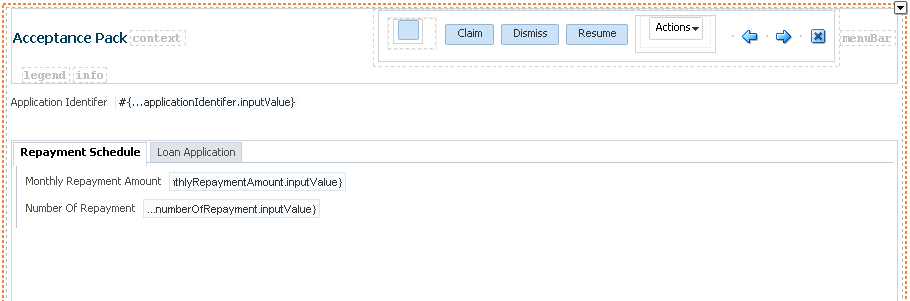 Acceptance Pack context Claim Dismiss Resume Actions menuBar
legend info
Application Identifer #{...applicationIdentifer.inputValue}
Repayment Schedule Loan Application
Monthly Repayment Amount thlyRepaymentAmount.inputValue}
Number Of Repayment ...numberOfRepayment.inputValue}